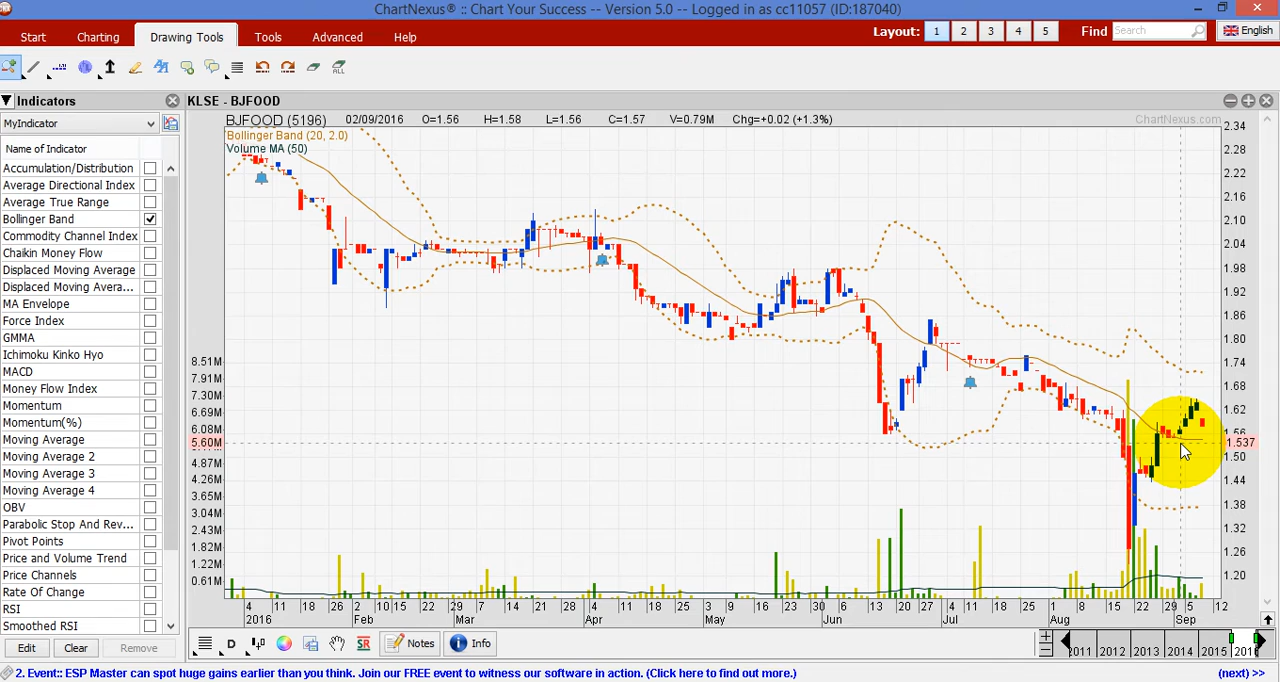 ChartNexus® :: Chart Your Success -- Version 5.0 -- Logged in as cc11057 (ID:187040)
Start Charting Drawing Tools Tools Advanced Help Layout: 1 2 3 4 5 Find Search English
ALL
Indicators
MyIndicator
Name of Indicator
Accumulation/Distribution
Average Directional Index
Average True Range
Bollinger Band
Commodity Channel Index
Chaikin Money Flow
Displaced Moving Average
Displaced Moving Avera...
MA Envelope
Force Index
GMMA
Ichimoku Kinko Hyo
MACD
Money Flow Index
Momentum
Momentum(%)
Moving Average
Moving Average 2
Moving Average 3
Moving Average 4
OBV
Parabolic Stop And Rev...
Pivot Points
Price and Volume Trend
Price Channels
Rate Of Change
RSI
Smoothed RSI
Edit Clear Remove
KLSE - BJFOOD
BJFOOD (5196) 02/09/2016 O=1.56 H=1.58 L=1.56 C=1.57 V=0.79M Chg=+0.02 (+1.3%)
ChartNexus.com
Bollinger Band (20, 2.0)
Volume MA (50)
8.51M
7.91M
7.30M
6.69M
6.08M
5.60M
4.87M
4.26M
3.65M
3.04M
2.43M
1.82M
1.22M
0.61M
2.34
2.28
2.22
2.16
2.10
2.04
1.98
1.92
1.86
1.80
1.74
1.68
1.62
1.56
1.537
1.50
1.44
1.38
1.32
1.26
1.20
4 11 18 26 2 10 15 22 29 7 14 21 28 4 11 18 25 3 9 16 23 30 6 13 20 27 4 11 18 25 1 8 15 22 29 5 12
2016 Feb Mar Apr May Jun Jul Aug Sep
D SR Notes Info
2011 2012 2013 2014 2015 201
2. Event:: ESP Master can spot huge gains earlier than you think. Join our FREE event to witness our software in action. (Click here to find out more.) (next) >>